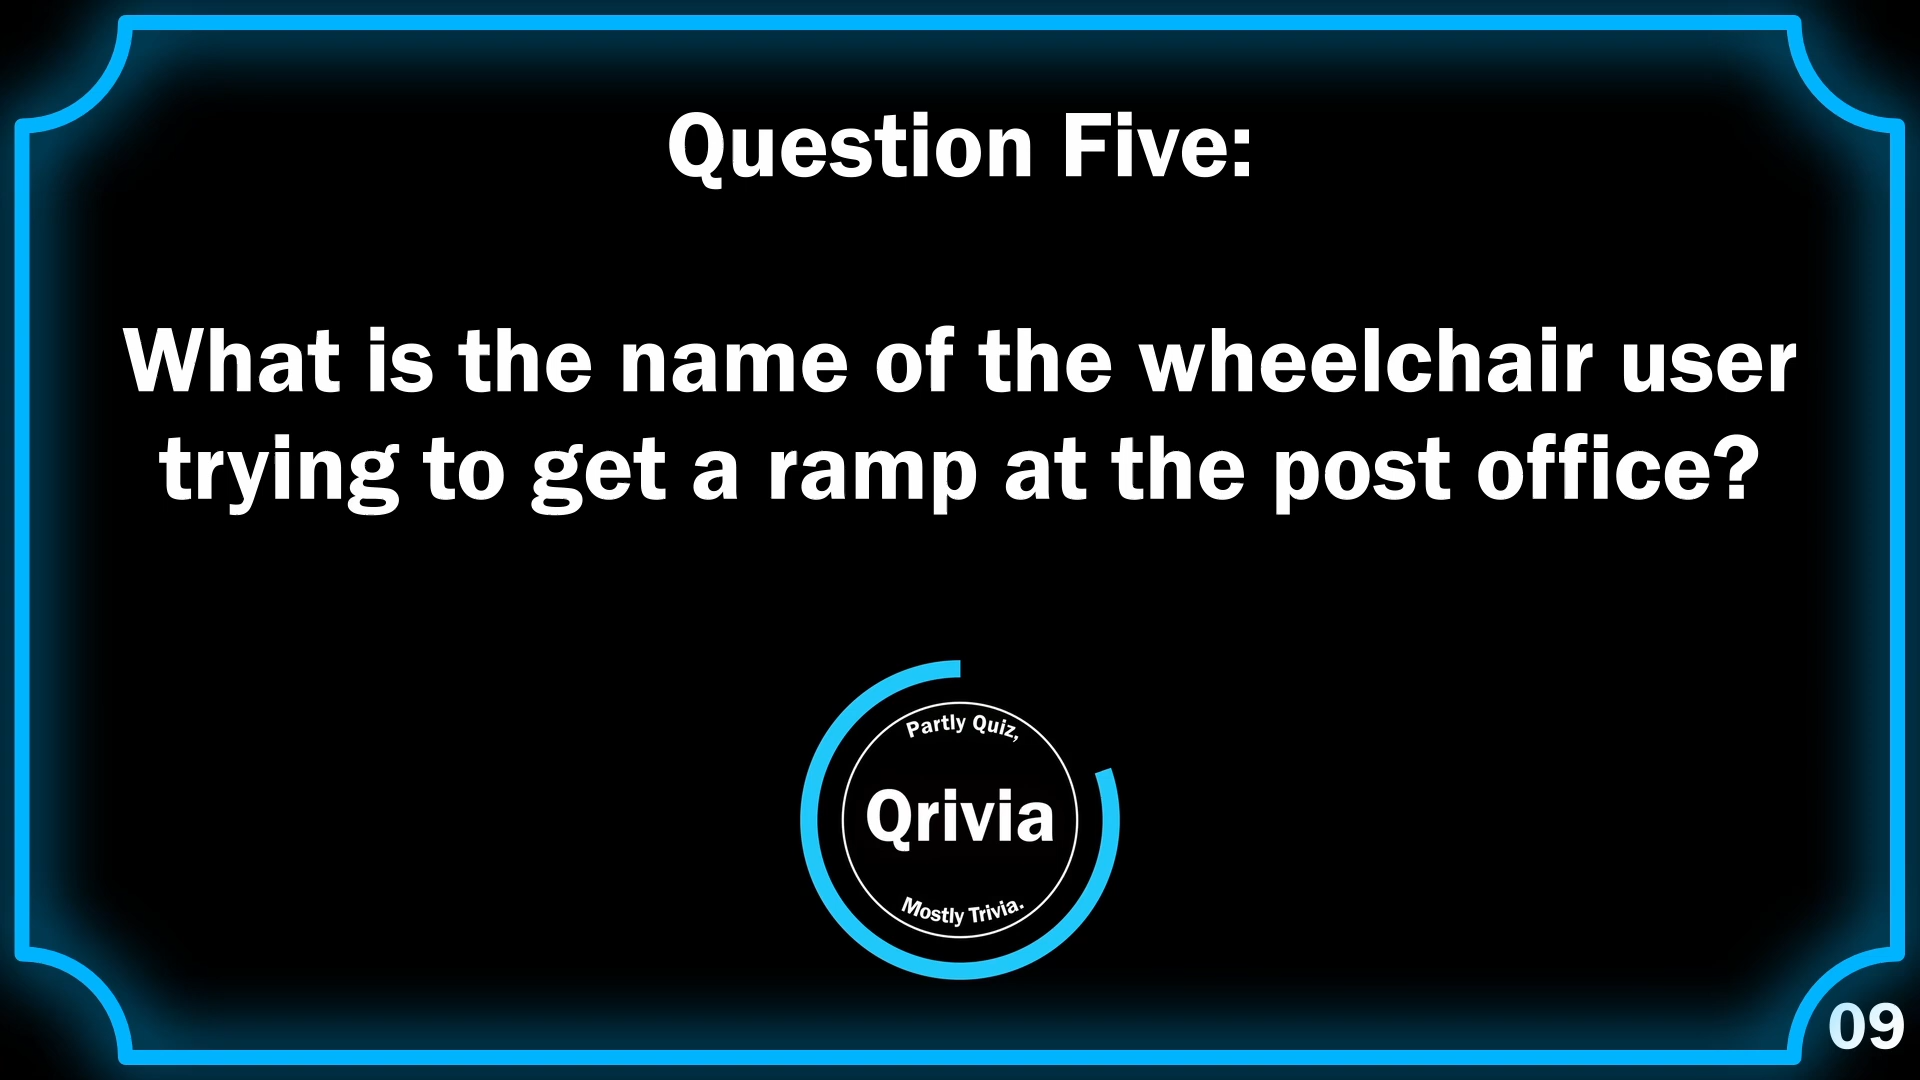 Question Five:
What is the name of the wheelchair user
trying to get a ramp at the post office?
Partly Quiz,
Qrivia
Mostly Trivia.
09